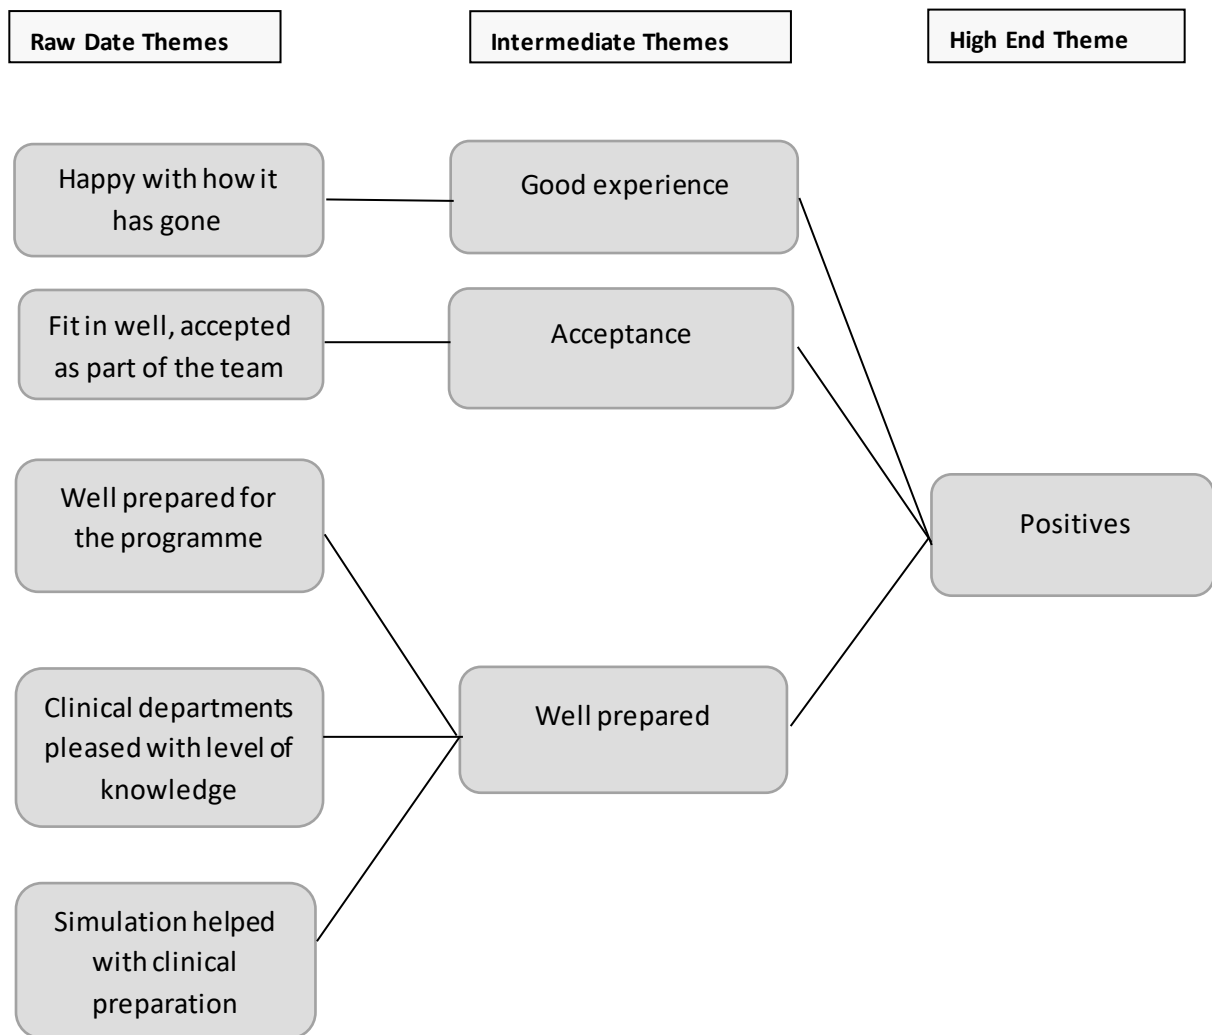 Raw Date Themes
Intermediate Themes
High End Theme
Happy with how it
has gone
Good experience
Fit in well, accepted
as part of the team
Acceptance
Well prepared for
the programme
Positives
Clinical departments
pleased with level of
knowledge
Well prepared
Simulation helped
with clinical
preparation